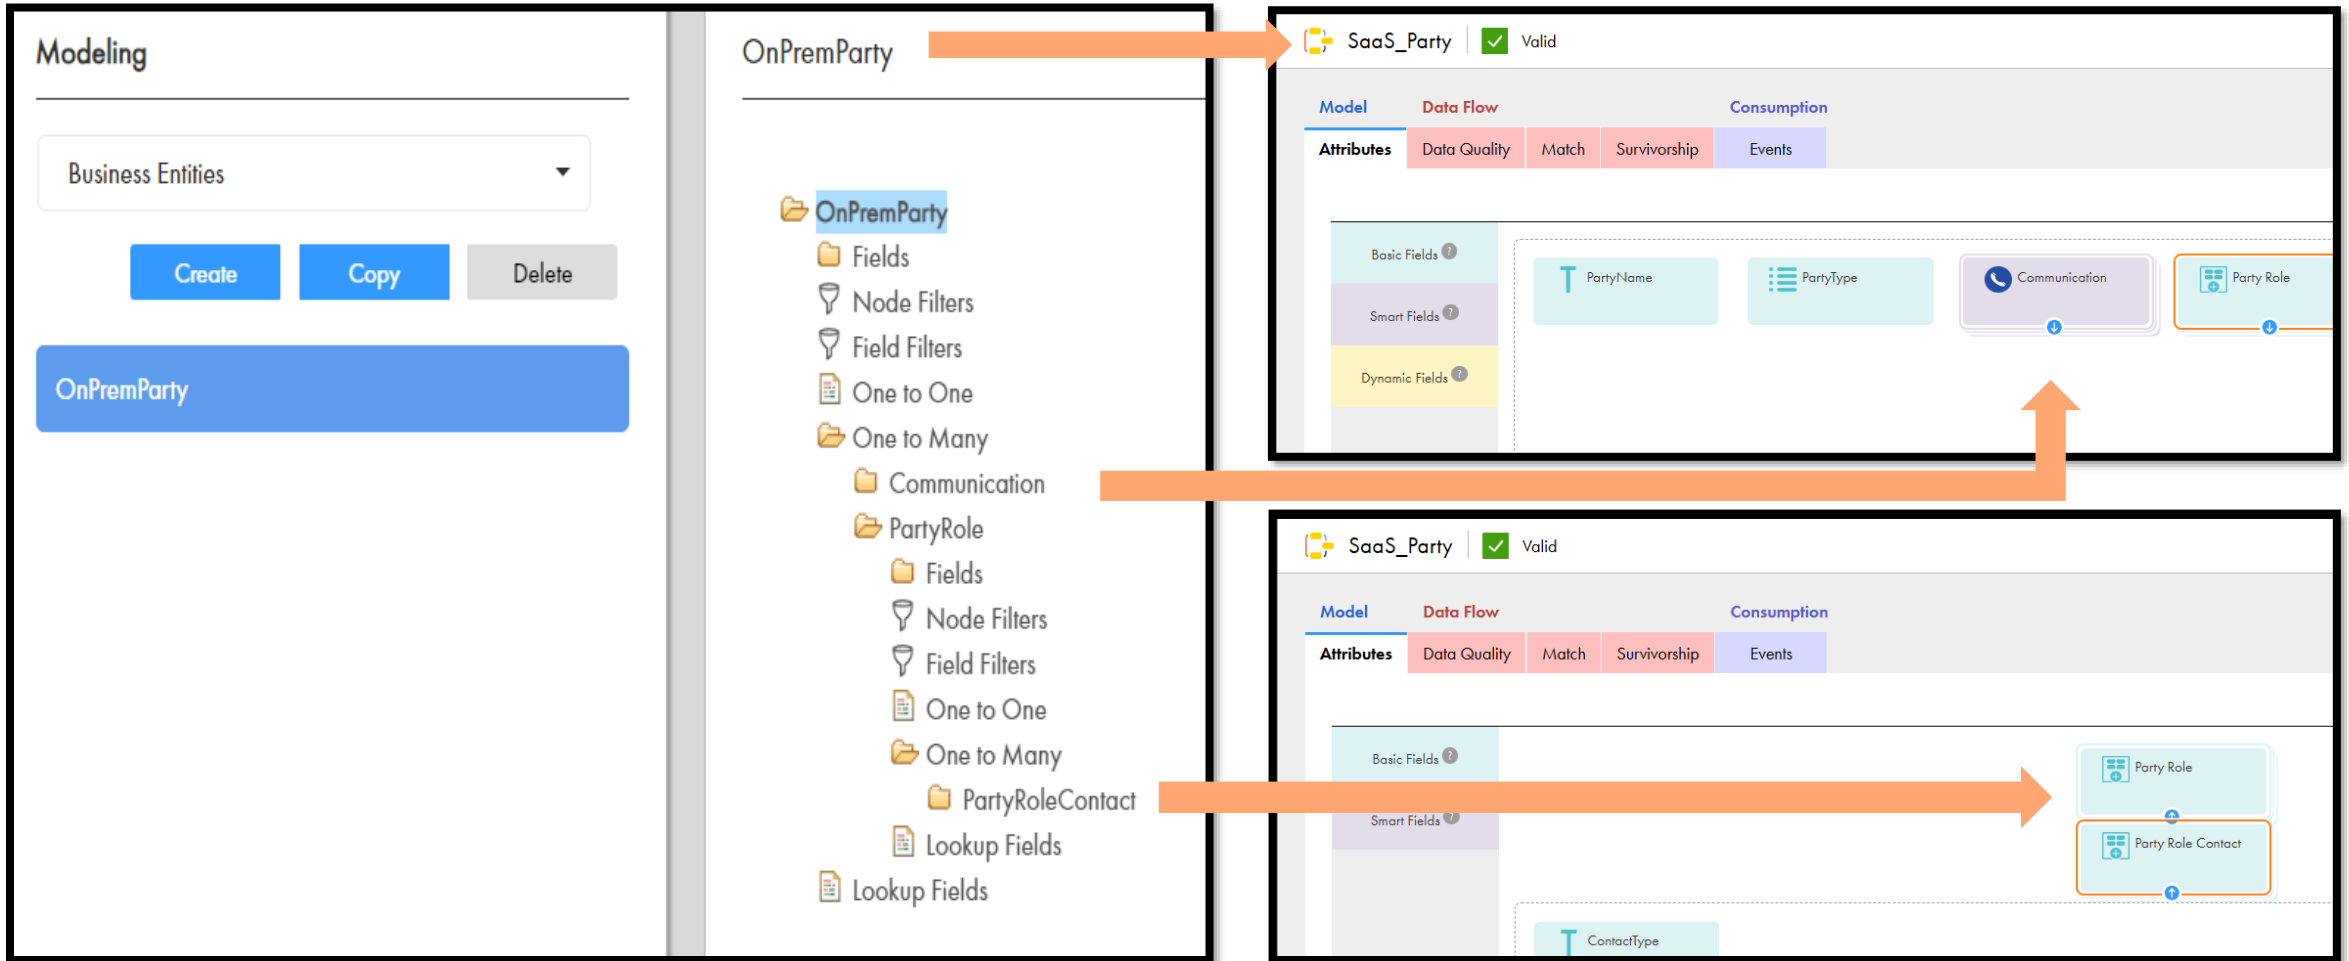 Modeling
Business Entities
Create
Copy
Delete
OnPremParty
OnPremParty
OnPremParty
Fields
Node Filters
Field Filters
One to One
One to Many
Communication
PartyRole
Fields
Node Filters
Field Filters
One to One
One to Many
PartyRoleContact
Lookup Fields
Lookup Fields
SaaS_Party
Valid
Model
Data Flow
Consumption
Attributes
Data Quality
Match
Survivorship
Events
Basic Fields ?
Smart Fields ?
Dynamic Fields ?
PartyName
PartyType
Communication
Party Role
SaaS_Party
Valid
Model
Data Flow
Consumption
Attributes
Data Quality
Match
Survivorship
Events
Basic Fields ?
Smart Fields ?
Party Role
Party Role Contact
ContactType